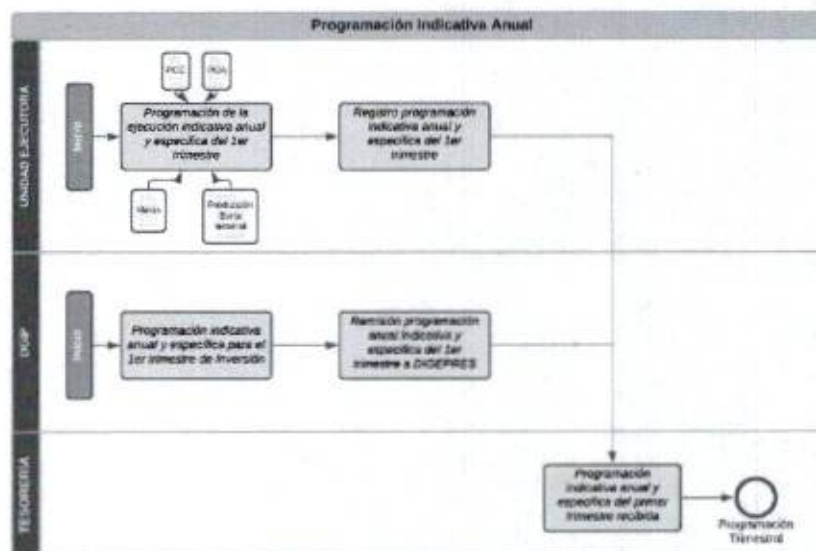 Programación Indicativa Anual
UNIDAD EJECUTORA
Inicio
PACC
POA
Programación de la
ejecución indicativa anual
y específica del 1er
trimestre
Metas
Producción
terminal
Registro programación
indicativa anual y
específica del 1er
trimestre
DGIP
Inicio
Programación indicativa
anual y específica para el
1er trimestre de Inversión
Remisión programación
anual indicativa y
específica del 1er
trimestre a DIGEPRES
TESORERÍA
Programación
indicativa anual y
específica del primer
trimestre recibida
Programación
Trimestral